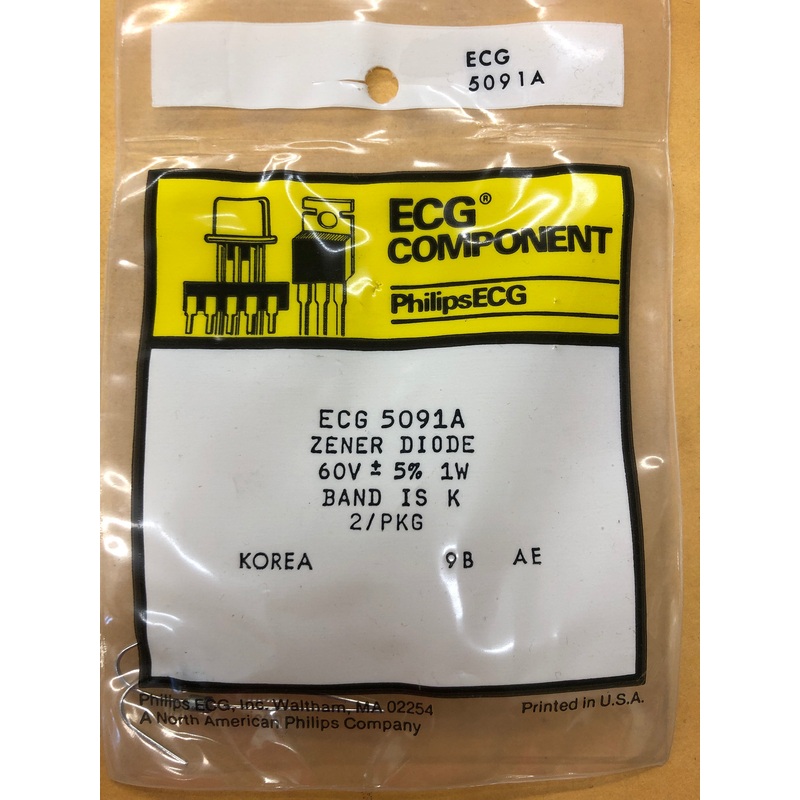 ECG
5091A
ECG®
COMPONENT
PhilipsECG
ECG 5091A
ZENER DIODE
60V ± 5% 1W
BAND IS K
2/PKG
KOREA 9B AE
Philips ECG, Inc. Waltham, MA 02254
A North American Philips Company
Printed in U.S.A.